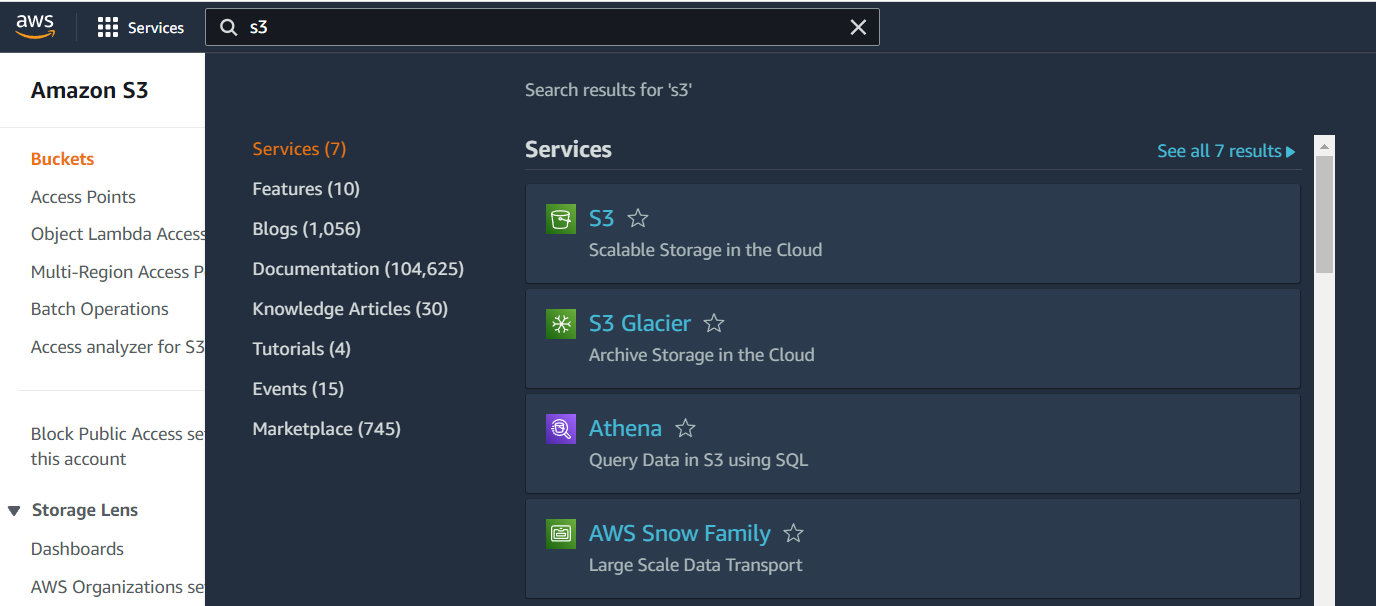 aws
Services
s3
Amazon S3
Buckets
Access Points
Object Lambda Access
Multi-Region Access P
Batch Operations
Access analyzer for S3
Block Public Access se
this account
Storage Lens
Dashboards
AWS Organizations se
Search results for 's3'
Services (7)
Features (10)
Blogs (1,056)
Documentation (104,625)
Knowledge Articles (30)
Tutorials (4)
Events (15)
Marketplace (745)
Services
See all 7 results
S3
Scalable Storage in the Cloud
S3 Glacier
Archive Storage in the Cloud
Athena
Query Data in S3 using SQL
AWS Snow Family
Large Scale Data Transport